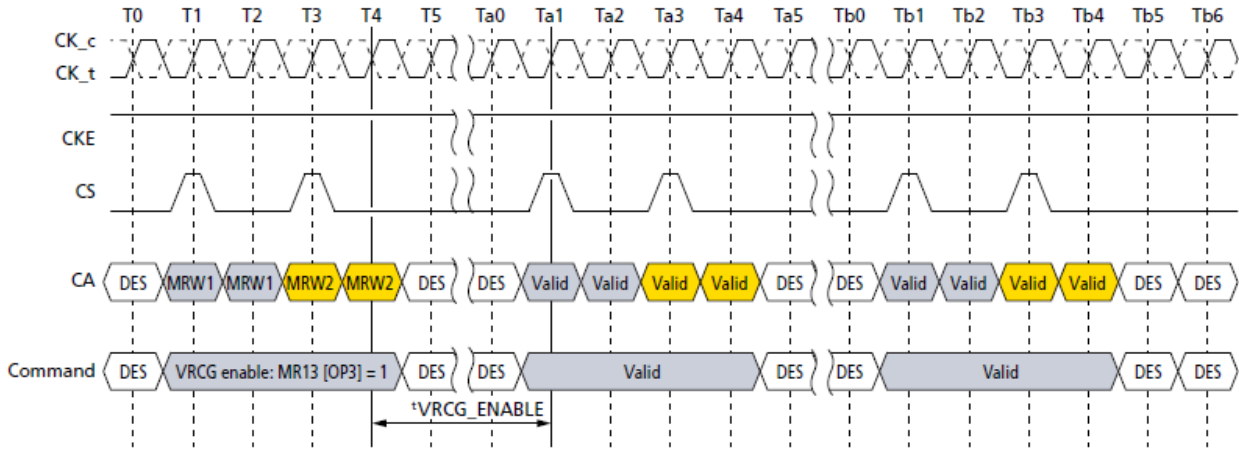 T0 T1 T2 T3 T4 T5 Ta0 Ta1 Ta2 Ta3 Ta4 Ta5 Tb0 Tb1 Tb2 Tb3 Tb4 Tb5 Tb6
CK_c
CK_t
CKE
CS
CA DES MRW1 MRW1 MRW2 MRW2 DES DES Valid Valid Valid Valid DES DES Valid Valid Valid Valid DES DES
Command DES VRCG enable: MR13 [OP3] = 1 DES DES Valid DES DES Valid DES DES
tVRCG_ENABLE